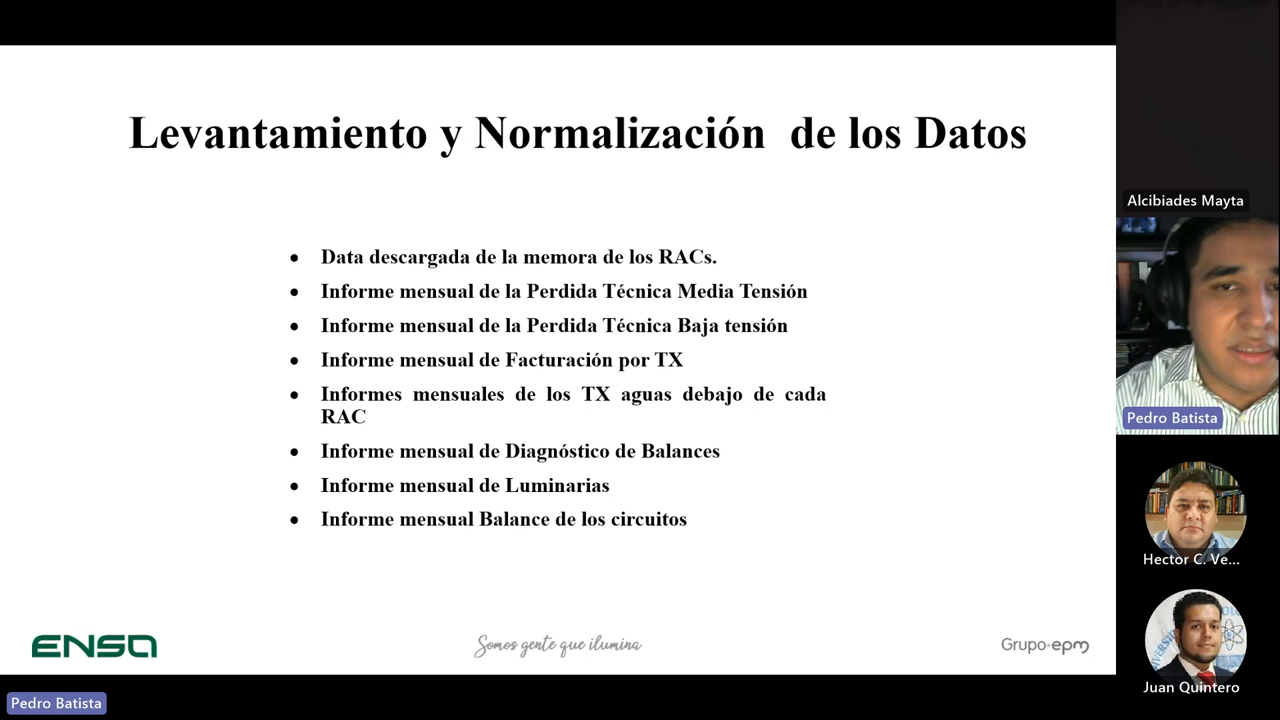 Levantamiento y Normalización de los Datos
• Data descargada de la memora de los RACs.
• Informe mensual de la Perdida Técnica Media Tensión
• Informe mensual de la Perdida Técnica Baja tensión
• Informe mensual de Facturación por TX
• Informes mensuales de los TX aguas debajo de cada
RAC
• Informe mensual de Diagnóstico de Balances
• Informe mensual de Luminarias
• Informe mensual Balance de los circuitos
ENSA
Somos gente que ilumina
Grupo·epm
Pedro Batista
Alcibiades Mayta
Pedro Batista
Hector C. Ve...
Juan Quintero